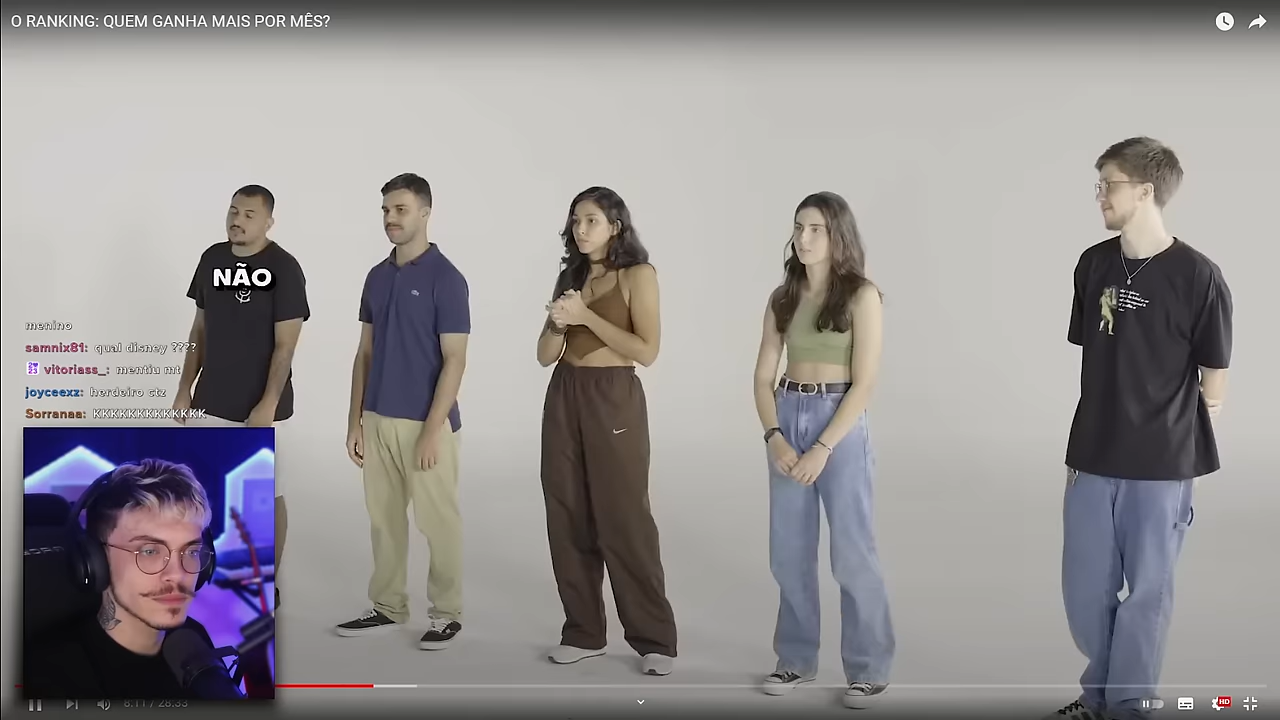 O RANKING: QUEM GANHA MAIS POR MÊS?
NÃO
menino
samnix81: qual disney ????
vitoriass_: mentiu mt
joyceexz: herdeiro ctz
Sorranaa: KKKKKKKKKKKKK
8:11 / 28:33
HD